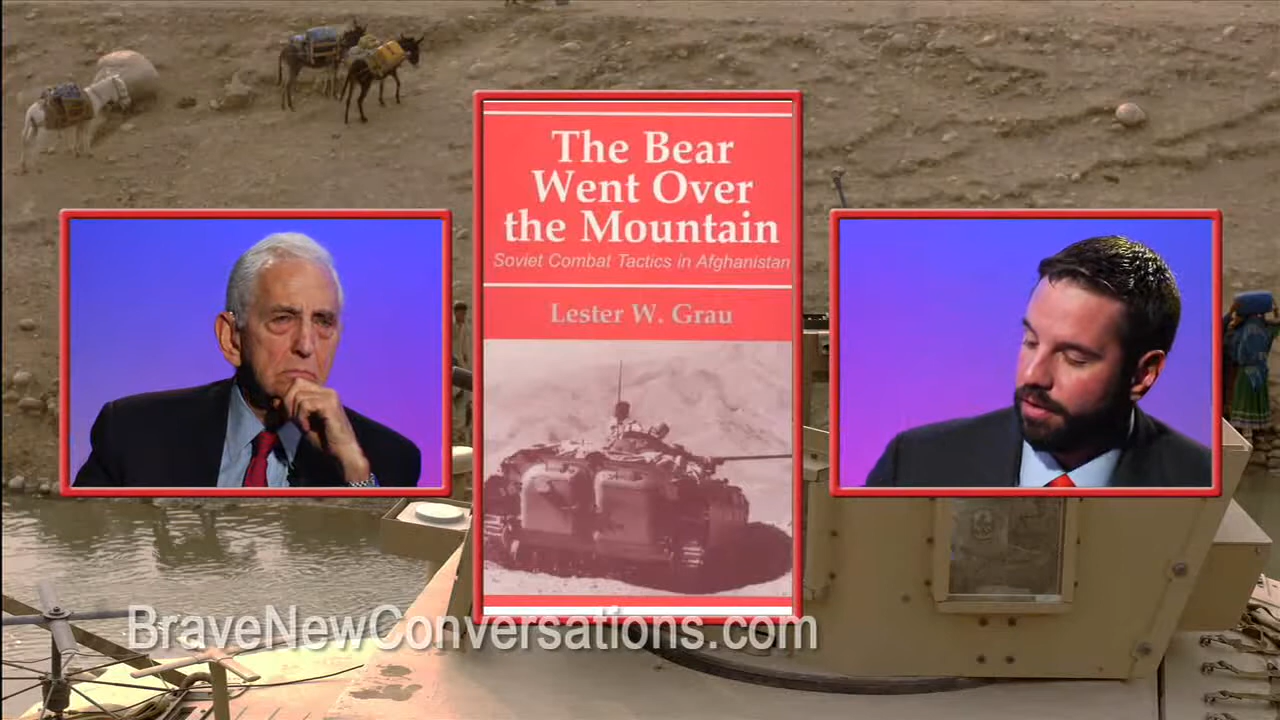 The Bear
Went Over
the Mountain
Soviet Combat Tactics in Afghanistan
Lester W. Grau
BraveNewConversations.com